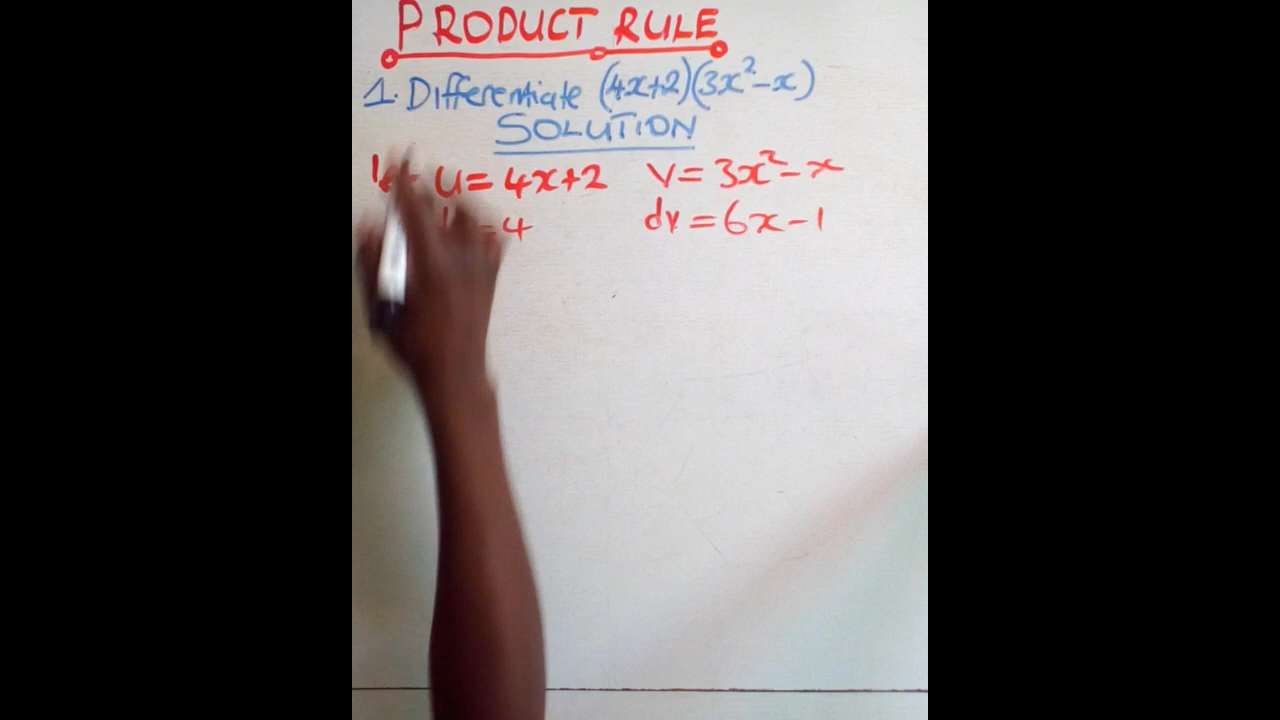 PRODUCT RULE
1. Differentiate (4x+2)(3x²-x)
SOLUTION
u = 4x+2 v = 3x²-x
= 4 dv = 6x-1